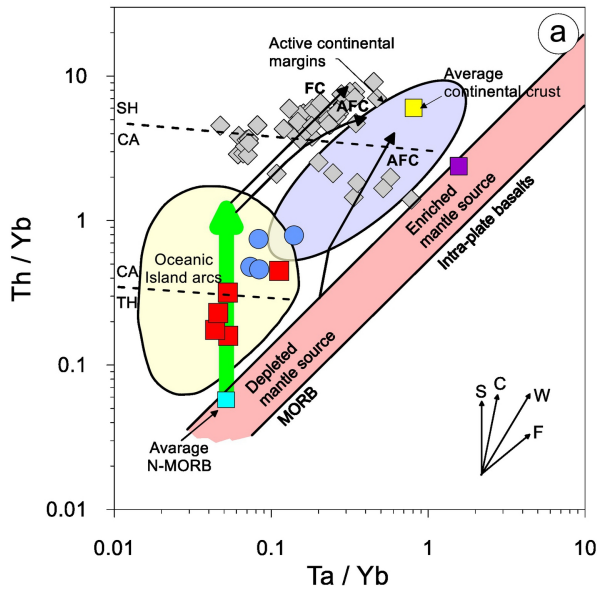 a
Active continental
margins
10
FC
Average
continental crust
SH
AFC
CA
AFC
1
Enriched
mantle source
Intra-plate basalts
Oceanic
Island arcs
CA
TH
Th / Yb
0.1
Depleted
mantle source
MORB
S
C
W
F
Avarage
N-MORB
0.01
0.01
0.1
1
10
Ta / Yb